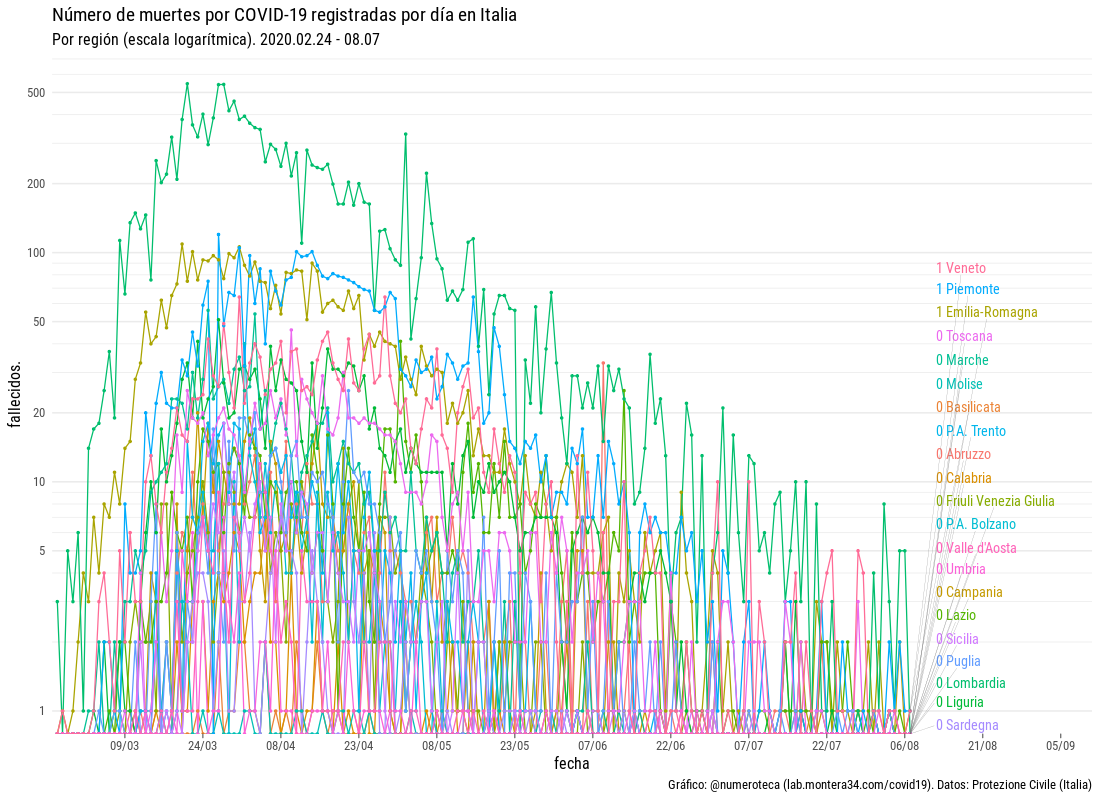 Número de muertes por COVID-19 registradas por día en Italia
Por región (escala logarítmica). 2020.02.24 - 08.07
fallecidos.
500
200
100
50
20
10
5
1
1 Veneto
1 Piemonte
1 Emilia-Romagna
0 Toscana
0 Marche
0 Molise
0 Basilicata
0 P.A. Trento
0 Abruzzo
0 Calabria
0 Friuli Venezia Giulia
0 P.A. Bolzano
0 Valle d'Aosta
0 Umbria
0 Campania
0 Lazio
0 Sicilia
0 Puglia
0 Lombardia
0 Liguria
0 Sardegna
09/03 24/03 08/04 23/04 08/05 23/05 07/06 22/06 07/07 22/07 06/08 21/08 05/09
fecha
Gráfico: @numeroteca (lab.montera34.com/covid19). Datos: Protezione Civile (Italia)